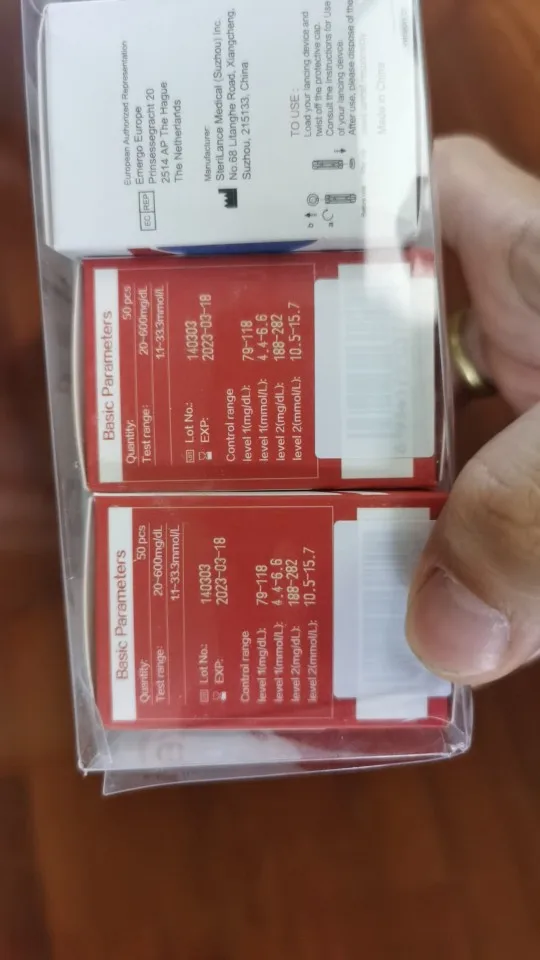 European Authorized Representation
EC REP
Emergo Europe
Prinsessegracht 20
2514 AP The Hague
The Netherlands
Manufacturer:
SteriLance Medical (Suzhou) Inc.
No.68 Litanghe Road, Xiangcheng,
Suzhou, 215133, China
TO USE:
Load your lancing device and
twist off the protective cap.
Consult the Instructions for Use
of your lancing device.
After use, please dispose of the
Made in China
a
b
Basic Parameters
Quantity: 50 pcs
Test range: 20-600mg/dL
1.1-33.3mmol/L
LOT Lot No.: 140303
EXP: 2023-03-18
Control range
level 1(mg/dL): 79-118
level 1(mmol/L): 4.4-6.6
level 2(mg/dL): 188-282
level 2(mmol/L): 10.5-15.7
Basic Parameters
Quantity: 50 pcs
Test range: 20-600mg/dL
1.1-33.3mmol/L
LOT Lot No.: 140303
EXP: 2023-03-18
Control range
level 1(mg/dL): 79-118
level 1(mmol/L): 4.4-6.6
level 2(mg/dL): 188-282
level 2(mmol/L): 10.5-15.7